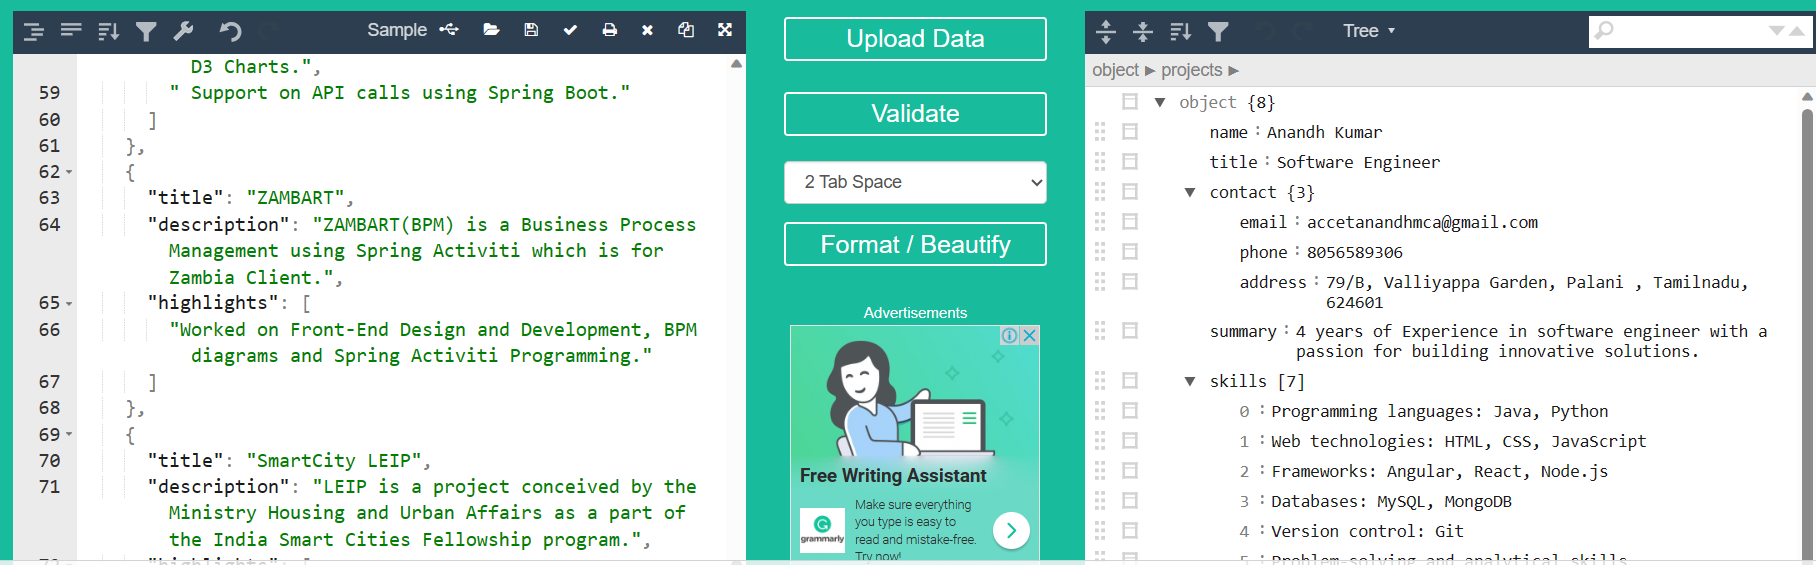 Sample
D3 Charts.",
59 " Support on API calls using Spring Boot."
60 ]
61 },
62 {
63 "title": "ZAMBART",
64 "description": "ZAMBART(BPM) is a Business Process
Management using Spring Activiti which is for
Zambia Client.",
65 "highlights": [
66 "Worked on Front-End Design and Development, BPM
diagrams and Spring Activiti Programming."
67 ]
68 },
69 {
70 "title": "SmartCity LEIP",
71 "description": "LEIP is a project conceived by the
Ministry Housing and Urban Affairs as a part of
the India Smart Cities Fellowship program.",
72 "highlights": [
Upload Data
Validate
2 Tab Space
Format / Beautify
Advertisements
Free Writing Assistant
Make sure everything
you type is easy to
read and mistake-free.
Try now!
G
grammarly
Tree
object ▶ projects ▶
object {8}
name : Anandh Kumar
title : Software Engineer
contact {3}
email : accetanandhmca@gmail.com
phone : 8056589306
address : 79/B, Valliyappa Garden, Palani , Tamilnadu,
624601
summary : 4 years of Experience in software engineer with a
passion for building innovative solutions.
skills [7]
0 : Programming languages: Java, Python
1 : Web technologies: HTML, CSS, JavaScript
2 : Frameworks: Angular, React, Node.js
3 : Databases: MySQL, MongoDB
4 : Version control: Git
5 : Problem-solving and analytical skills